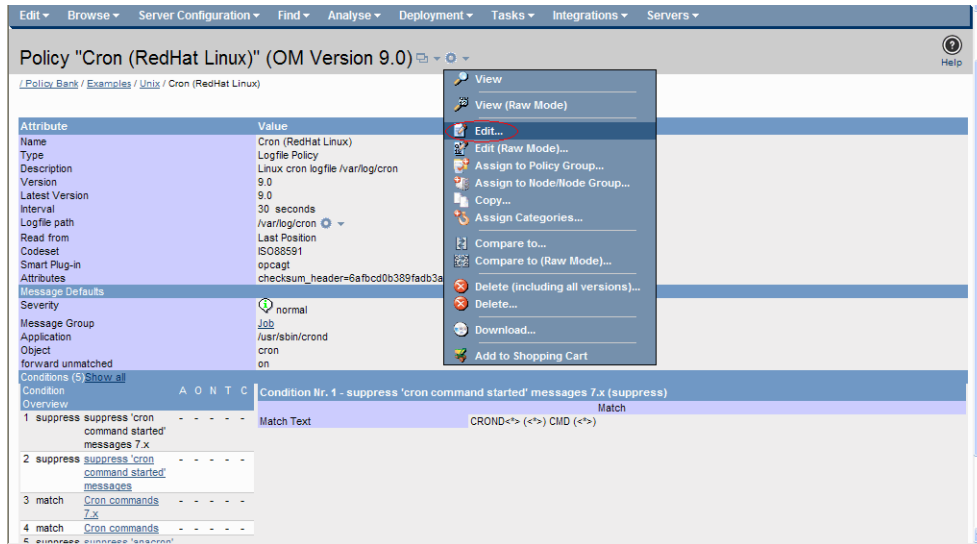 Edit Browse Server Configuration Find Analyse Deployment Tasks Integrations Servers
Policy "Cron (RedHat Linux)" (OM Version 9.0)
Help
/ Policy Bank / Examples / Unix / Cron (RedHat Linux)
View
View (Raw Mode)
Edit...
Edit (Raw Mode)...
Assign to Policy Group...
Assign to Node/Node Group...
Copy...
Assign Categories...
Compare to...
Compare to (Raw Mode)...
Delete (including all versions)...
Delete...
Download...
Add to Shopping Cart
Attribute Value
Name Cron (RedHat Linux)
Type Logfile Policy
Description Linux cron logfile /var/log/cron
Version 9.0
Latest Version 9.0
Interval 30 seconds
Logfile path /var/log/cron
Read from Last Position
Codeset ISO88591
Smart Plug-in opcagt
Attributes checksum_header=6afbcd0b389fadb3a
Message Defaults
Severity normal
Message Group Job
Application /usr/sbin/crond
Object cron
forward unmatched on
Conditions (5)Show all
Condition Overview A O N T C
1 suppress suppress 'cron command started' messages 7.x - - - - -
2 suppress suppress 'cron command started' messages - - - - -
3 match Cron commands 7.x - - - - -
4 match Cron commands - - - - -
5 suppress suppress 'anacron'
Condition Nr. 1 - suppress 'cron command started' messages 7.x (suppress)
Match
Match Text CROND<*> (<*>) CMD (<*>)